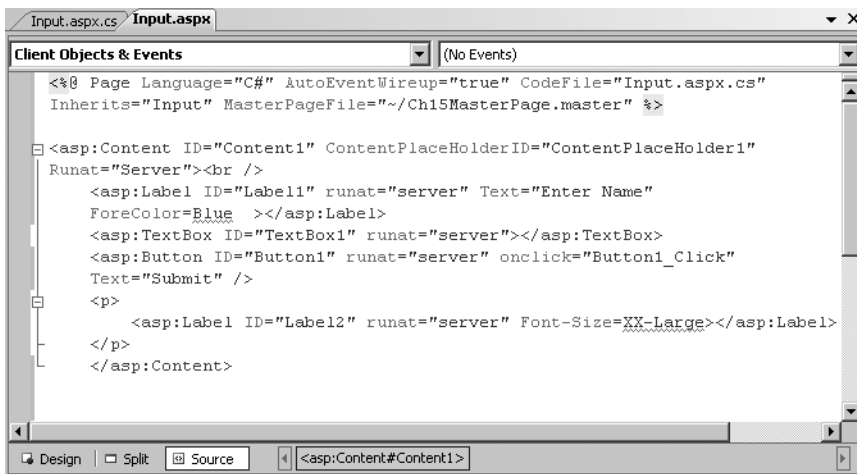 Input.aspx.cs Input.aspx
Client Objects & Events (No Events)
<%@ Page Language="C#" AutoEventWireup="true" CodeFile="Input.aspx.cs"
Inherits="Input" MasterPageFile="~/Ch15MasterPage.master" %>
<asp:Content ID="Content1" ContentPlaceHolderID="ContentPlaceHolder1"
Runat="Server"><br />
<asp:Label ID="Label1" runat="server" Text="Enter Name"
ForeColor=Blue ></asp:Label>
<asp:TextBox ID="TextBox1" runat="server"></asp:TextBox>
<asp:Button ID="Button1" runat="server" onclick="Button1_Click"
Text="Submit" />
<p>
<asp:Label ID="Label2" runat="server" Font-Size=XX-Large></asp:Label>
</p>
</asp:Content>
Design Split Source <asp:Content#Content1>